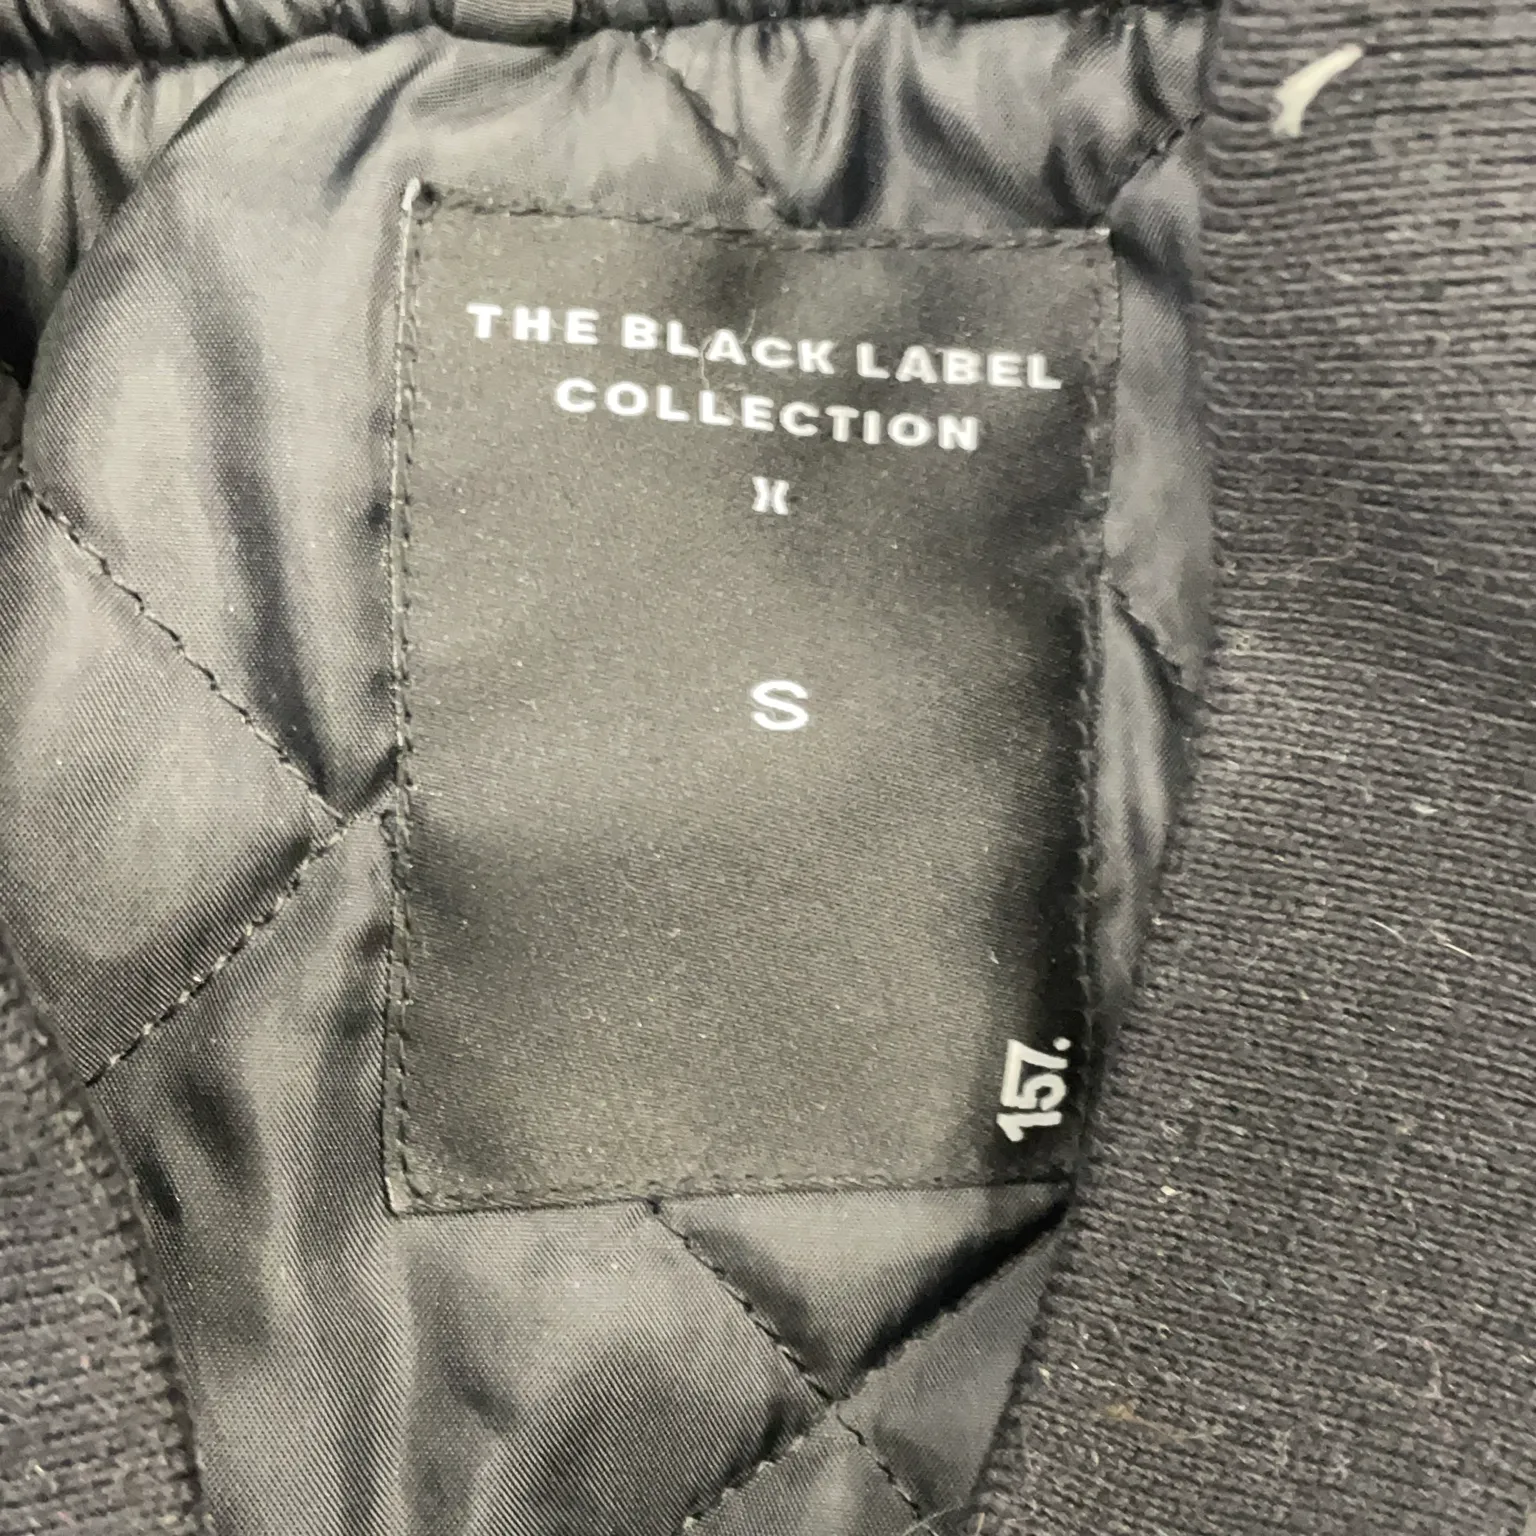 THE BLACK LABEL
COLLECTION
S
157.